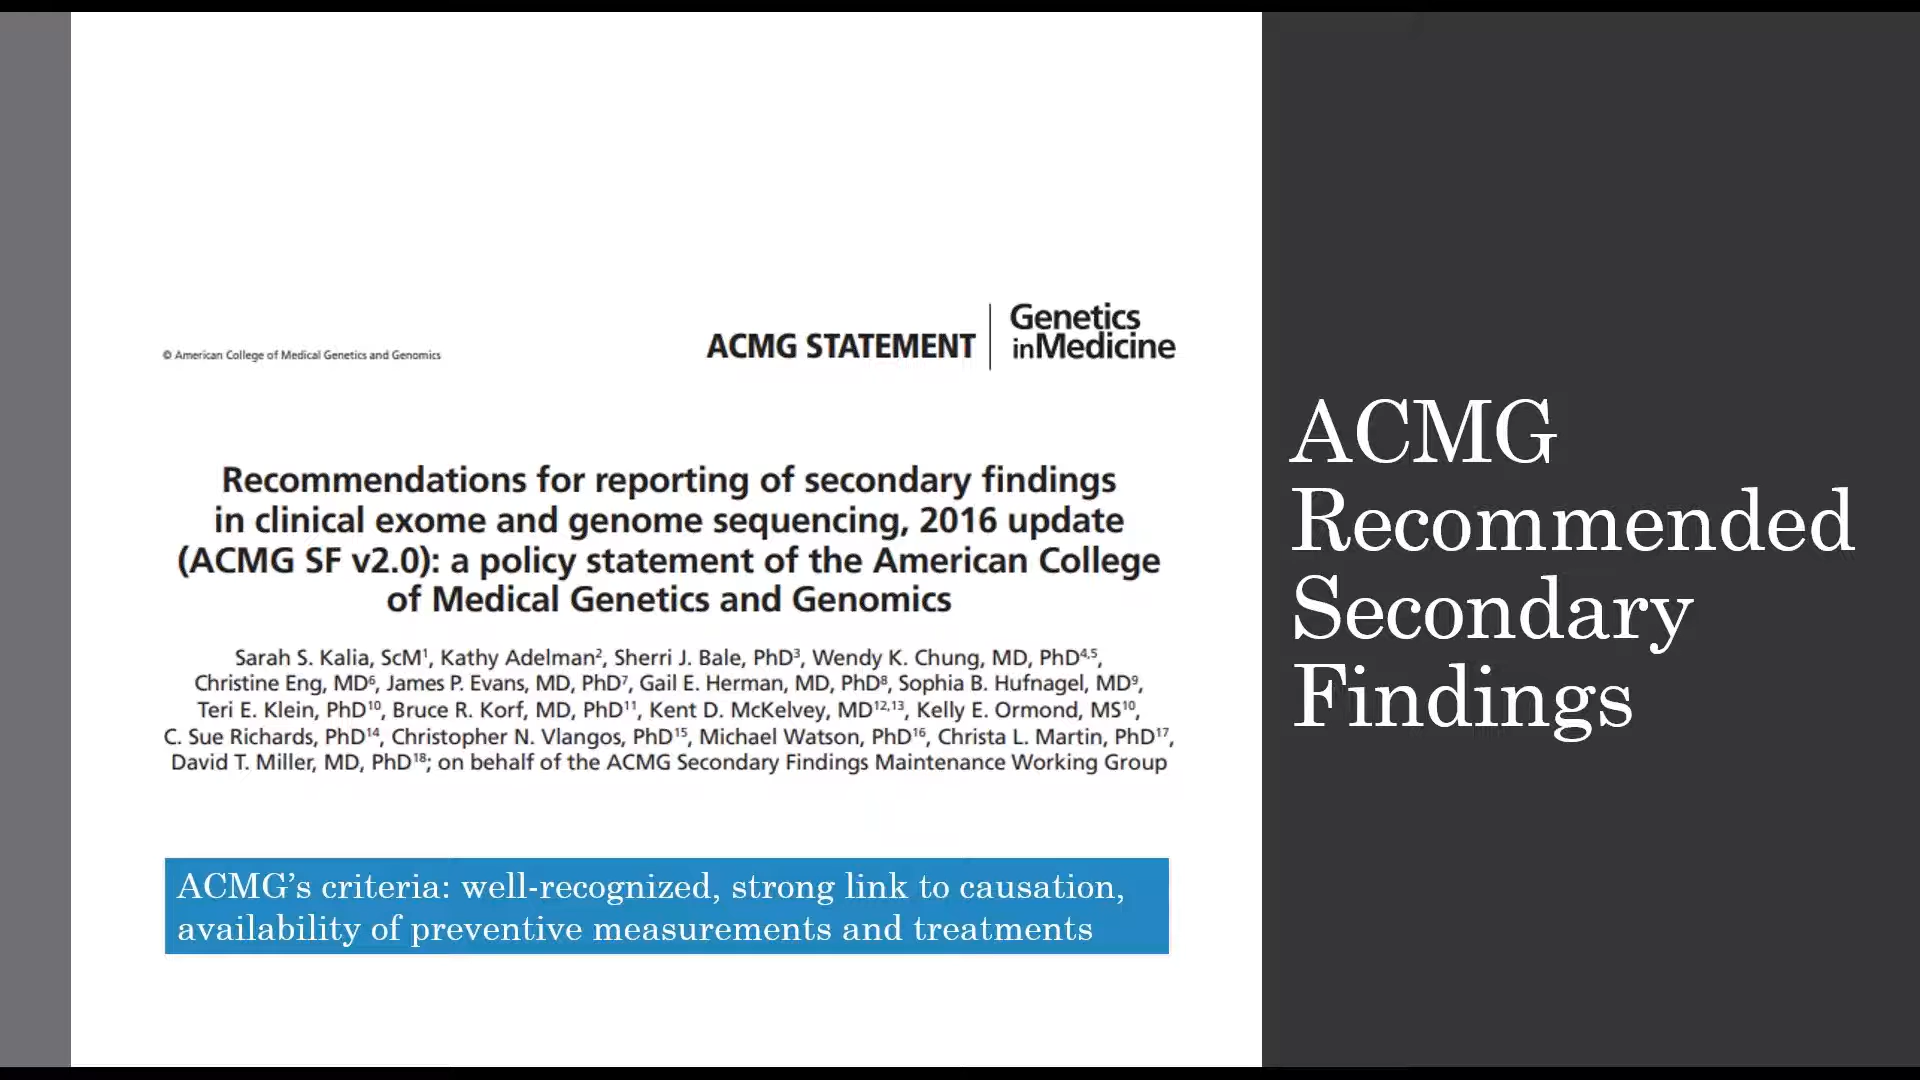 © American College of Medical Genetics and Genomics
ACMG STATEMENT
Genetics
inMedicine
Recommendations for reporting of secondary findings
in clinical exome and genome sequencing, 2016 update
(ACMG SF v2.0): a policy statement of the American College
of Medical Genetics and Genomics
Sarah S. Kalia, ScM¹, Kathy Adelman², Sherri J. Bale, PhD³, Wendy K. Chung, MD, PhD⁴,⁵,
Christine Eng, MD⁶, James P. Evans, MD, PhD⁷, Gail E. Herman, MD, PhD⁸, Sophia B. Hufnagel, MD⁹,
Teri E. Klein, PhD¹⁰, Bruce R. Korf, MD, PhD¹¹, Kent D. McKelvey, MD¹²,¹³, Kelly E. Ormond, MS¹⁰,
C. Sue Richards, PhD¹⁴, Christopher N. Vlangos, PhD¹⁵, Michael Watson, PhD¹⁶, Christa L. Martin, PhD¹⁷,
David T. Miller, MD, PhD¹⁸; on behalf of the ACMG Secondary Findings Maintenance Working Group
ACMG’s criteria: well-recognized, strong link to causation,
availability of preventive measurements and treatments
ACMG
Recommended
Secondary
Findings